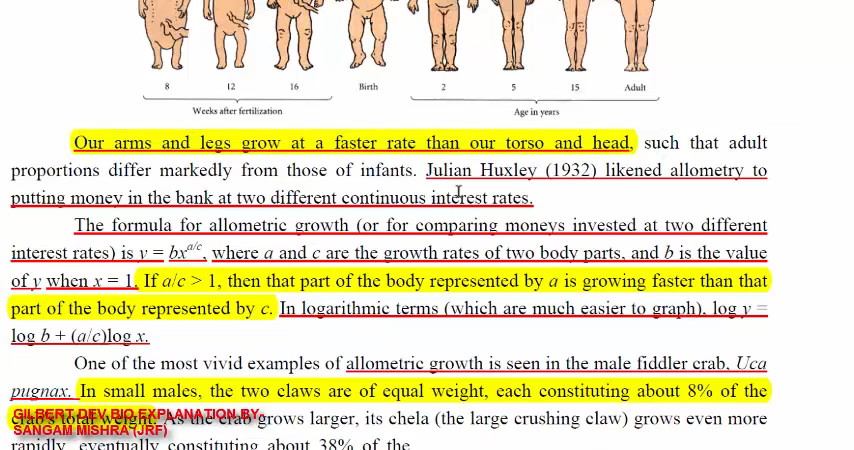 8 12 16 Birth 2 5 15 Adult
Weeks after fertilization Age in years
Our arms and legs grow at a faster rate than our torso and head, such that adult
proportions differ markedly from those of infants. Julian Huxley (1932) likened allometry to
putting money in the bank at two different continuous interest rates.
The formula for allometric growth (or for comparing moneys invested at two different
interest rates) is y = bx^a/c, where a and c are the growth rates of two body parts, and b is the value
of y when x = 1. If a/c > 1, then that part of the body represented by a is growing faster than that
part of the body represented by c. In logarithmic terms (which are much easier to graph), log y =
log b + (a/c)log x.
One of the most vivid examples of allometric growth is seen in the male fiddler crab, Uca
pugnax. In small males, the two claws are of equal weight, each constituting about 8% of the
crab's total weight. As the crab grows larger, its chela (the large crushing claw) grows even more
GILBERT DEV BIO EXPLANATION BY-
SANGAM MISHRA (JRF)
rapidly, eventually constituting about 38% of the